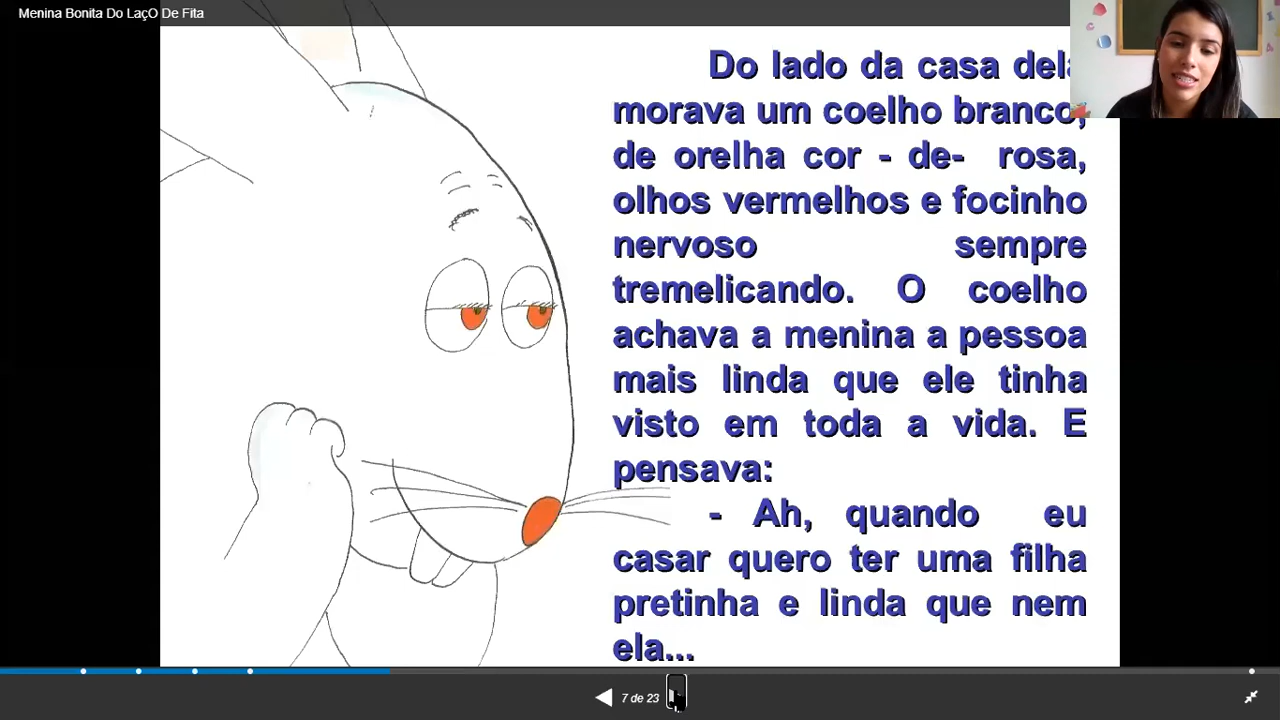 Menina Bonita Do LaçO De Fita
Do lado da casa dela
morava um coelho branco,
de orelha cor - de- rosa,
olhos vermelhos e focinho
nervoso sempre
tremelicando. O coelho
achava a menina a pessoa
mais linda que ele tinha
visto em toda a vida. E
pensava:
- Ah, quando eu
casar quero ter uma filha
pretinha e linda que nem
ela...
7 de 23